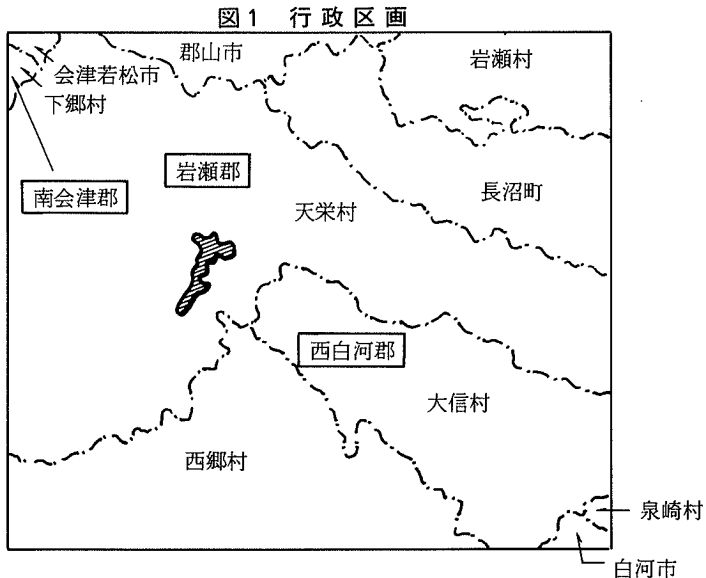 図1 行政区画
郡山市
岩瀬村
会津若松市
下郷村
岩瀬郡
南会津郡
長沼町
天栄村
西白河郡
大信村
西郷村
泉崎村
白河市